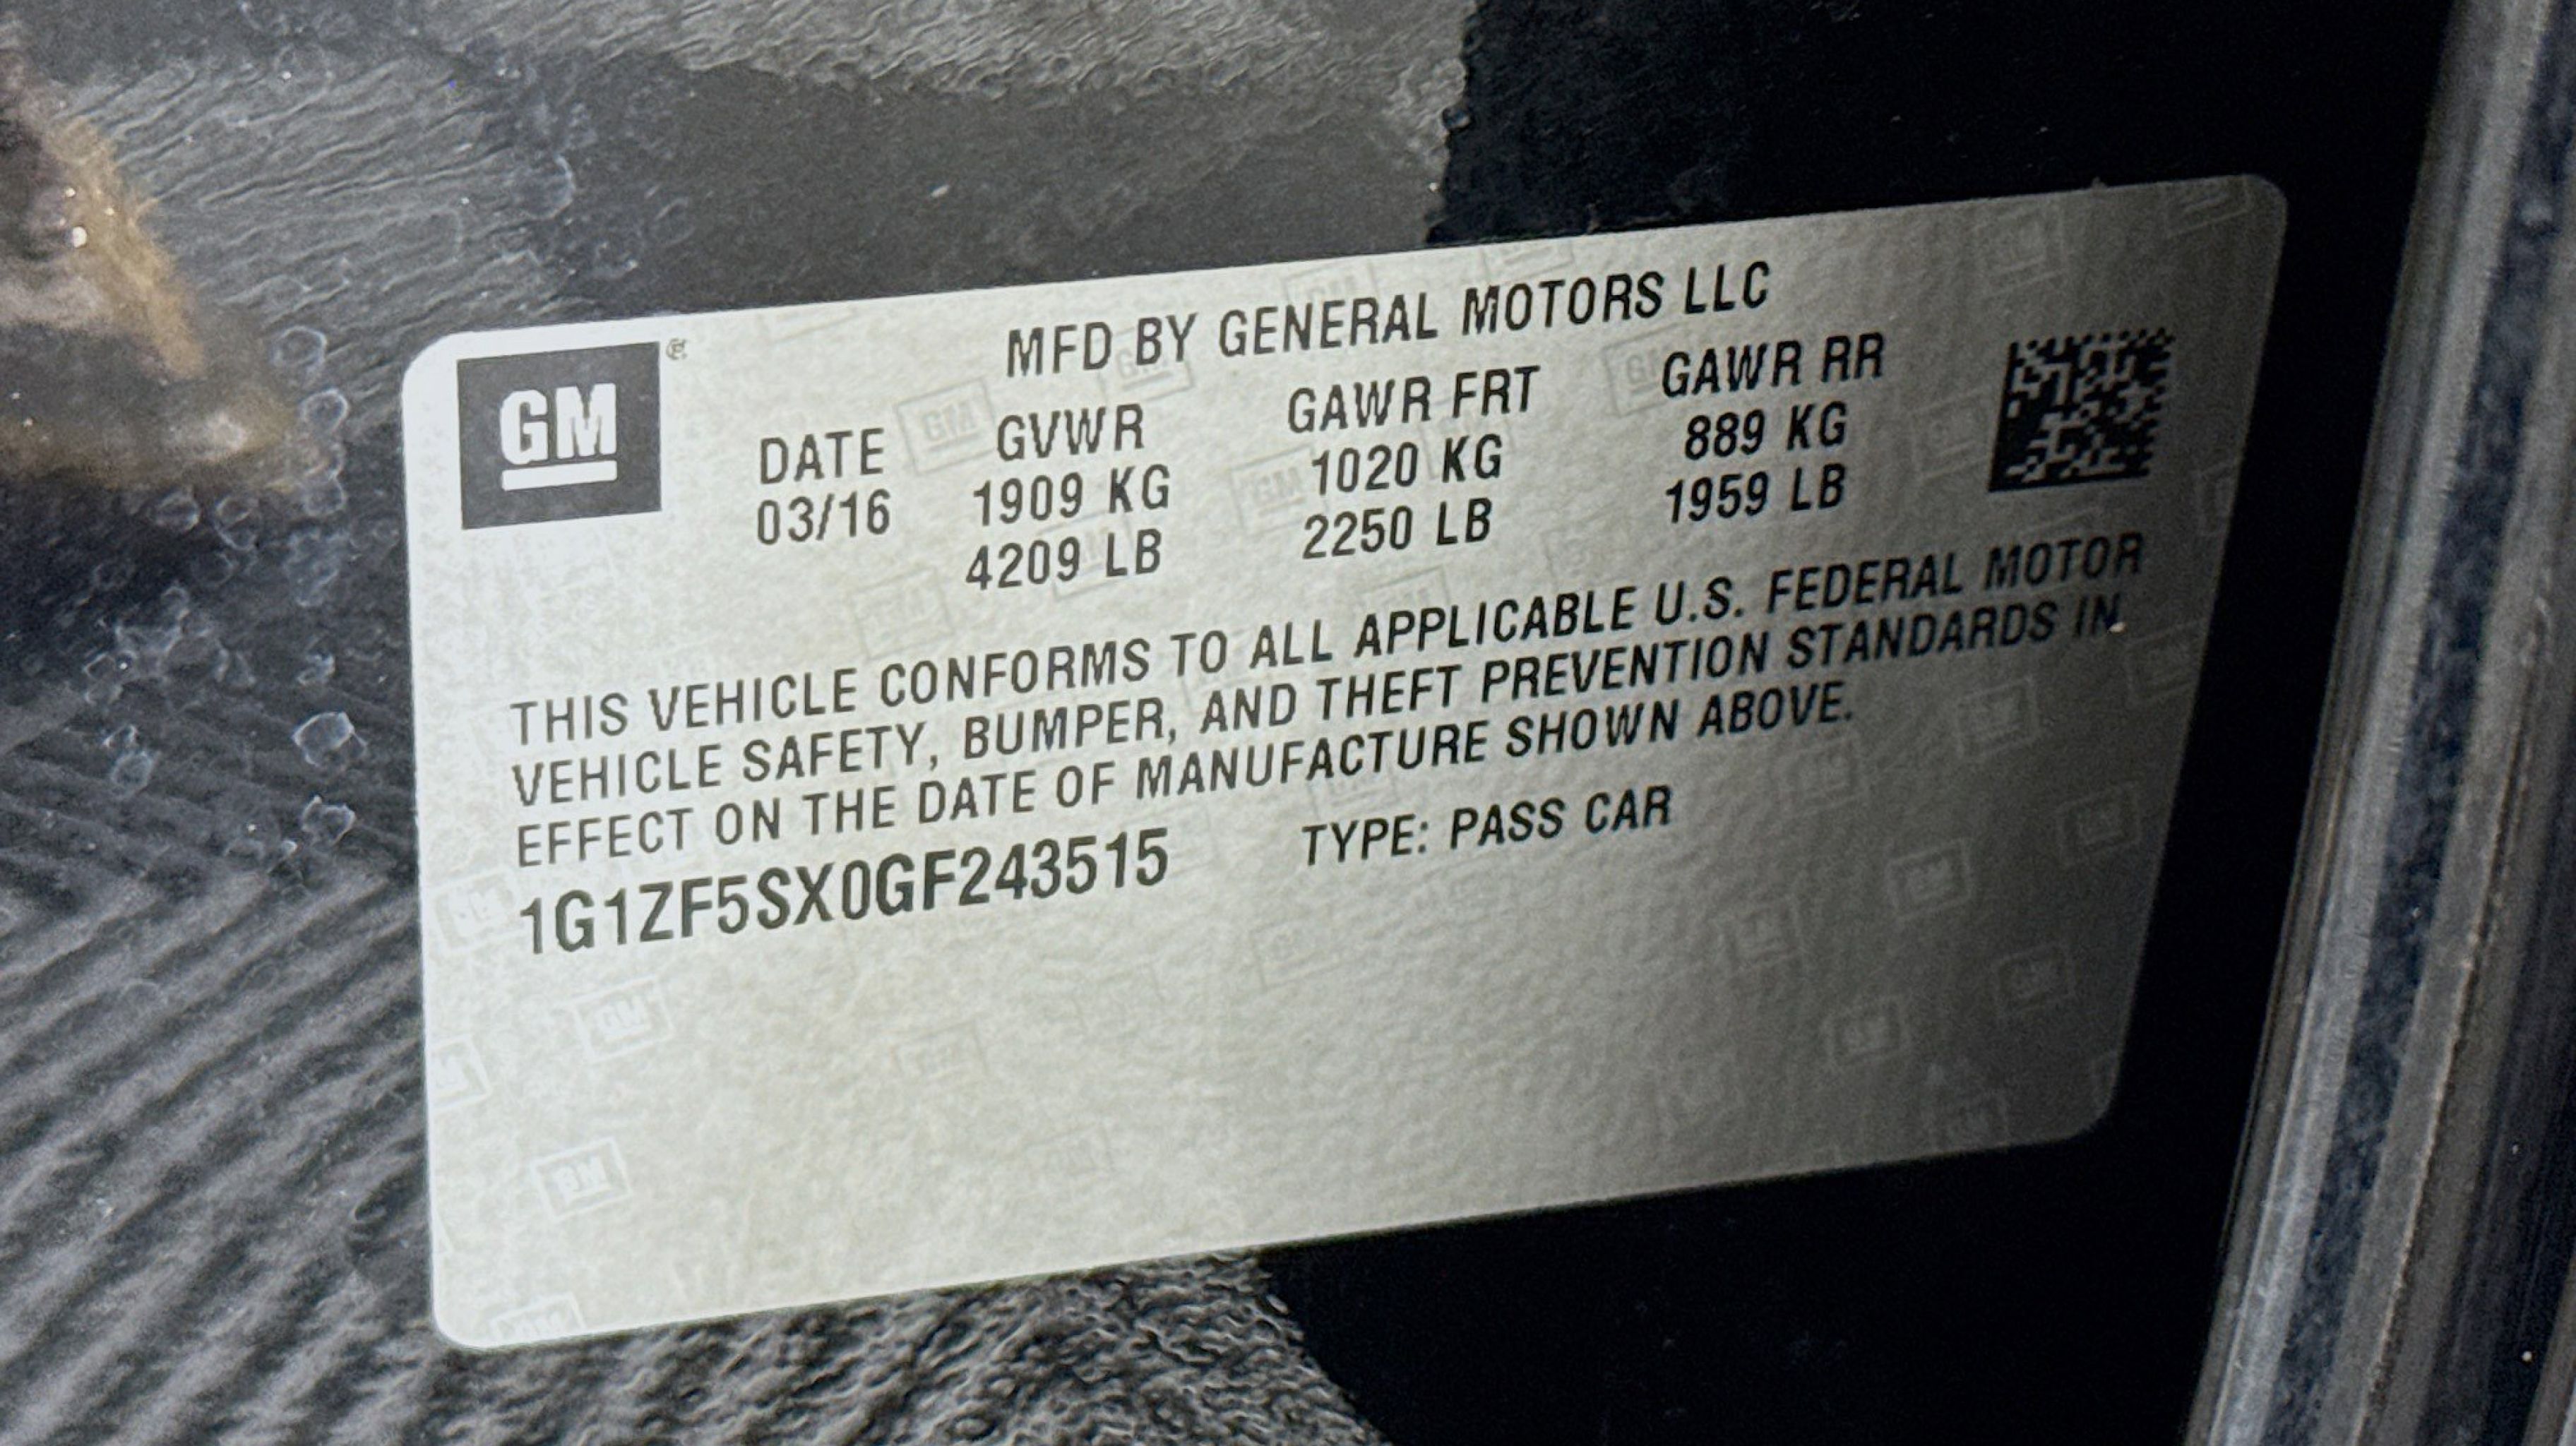 GM
MFD BY GENERAL MOTORS LLC
DATE GVWR GAWR FRT GAWR RR
03/16 1909 KG 1020 KG 889 KG
4209 LB 2250 LB 1959 LB
THIS VEHICLE CONFORMS TO ALL APPLICABLE U.S. FEDERAL MOTOR
VEHICLE SAFETY, BUMPER, AND THEFT PREVENTION STANDARDS IN
EFFECT ON THE DATE OF MANUFACTURE SHOWN ABOVE.
1G1ZF5SX0GF243515 TYPE: PASS CAR